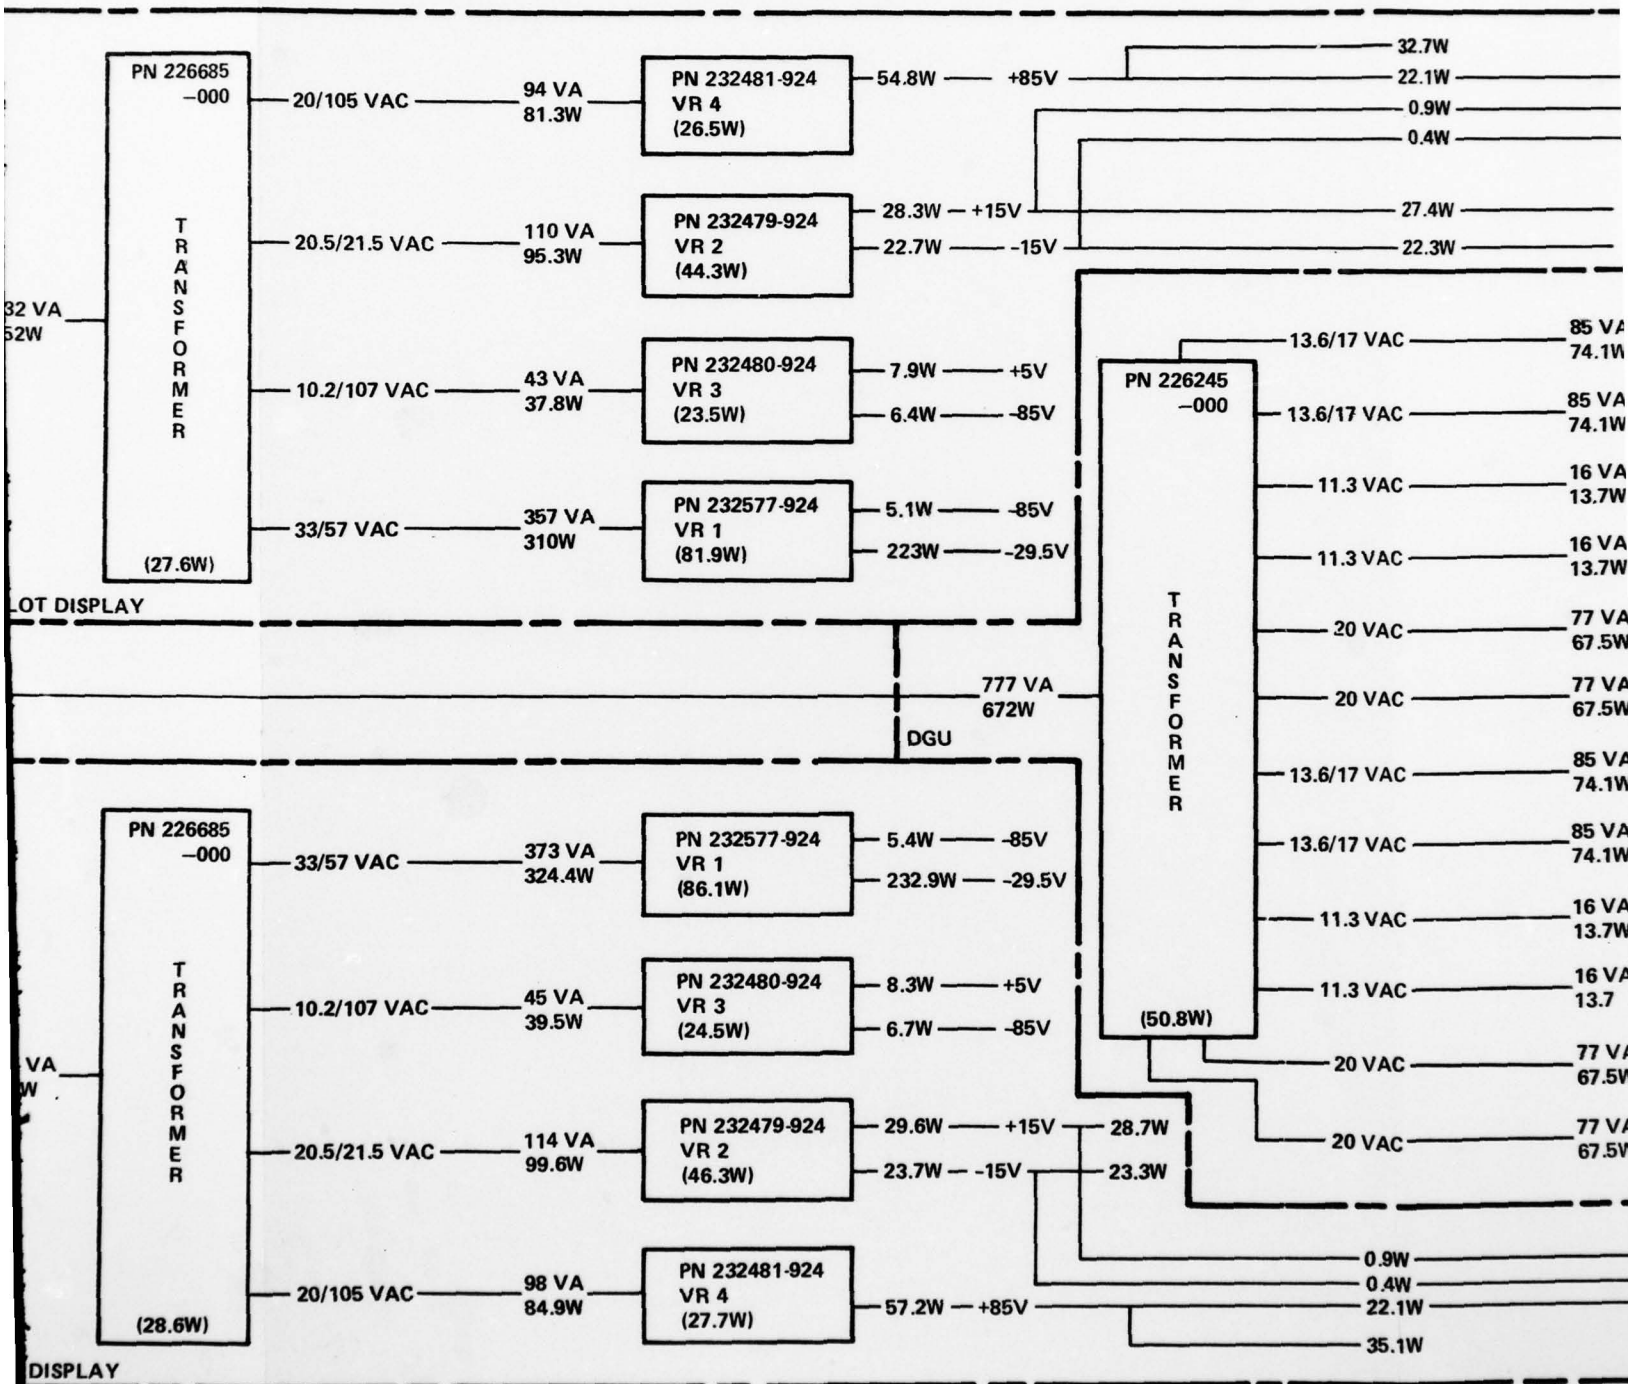 PN 226685
–000
TRANSFORMER
(27.6W)
32 VA
52W
20/105 VAC
94 VA
81.3W
PN 232481-924
VR 4
(26.5W)
54.8W
+85V
32.7W
22.1W
0.9W
0.4W
20.5/21.5 VAC
110 VA
95.3W
PN 232479-924
VR 2
(44.3W)
28.3W
+15V
27.4W
22.7W
-15V
22.3W
10.2/107 VAC
43 VA
37.8W
PN 232480-924
VR 3
(23.5W)
7.9W
+5V
6.4W
-85V
33/57 VAC
357 VA
310W
PN 232577-924
VR 1
(81.9W)
5.1W
-85V
223W
-29.5V
LOT DISPLAY
777 VA
672W
DGU
PN 226245
–000
TRANSFORMER
(50.8W)
13.6/17 VAC
85 VA
74.1W
13.6/17 VAC
85 VA
74.1W
11.3 VAC
16 VA
13.7W
11.3 VAC
16 VA
13.7W
20 VAC
77 VA
67.5W
20 VAC
77 VA
67.5W
13.6/17 VAC
85 VA
74.1W
13.6/17 VAC
85 VA
74.1W
11.3 VAC
16 VA
13.7W
11.3 VAC
16 VA
13.7
20 VAC
77 VA
67.5W
20 VAC
77 VA
67.5W
PN 226685
–000
TRANSFORMER
(28.6W)
VA
W
33/57 VAC
373 VA
324.4W
PN 232577-924
VR 1
(86.1W)
5.4W
-85V
232.9W
-29.5V
10.2/107 VAC
45 VA
39.5W
PN 232480-924
VR 3
(24.5W)
8.3W
+5V
6.7W
-85V
20.5/21.5 VAC
114 VA
99.6W
PN 232479-924
VR 2
(46.3W)
29.6W
+15V
28.7W
23.7W
-15V
23.3W
20/105 VAC
98 VA
84.9W
PN 232481-924
VR 4
(27.7W)
57.2W
+85V
0.9W
0.4W
22.1W
35.1W
DISPLAY